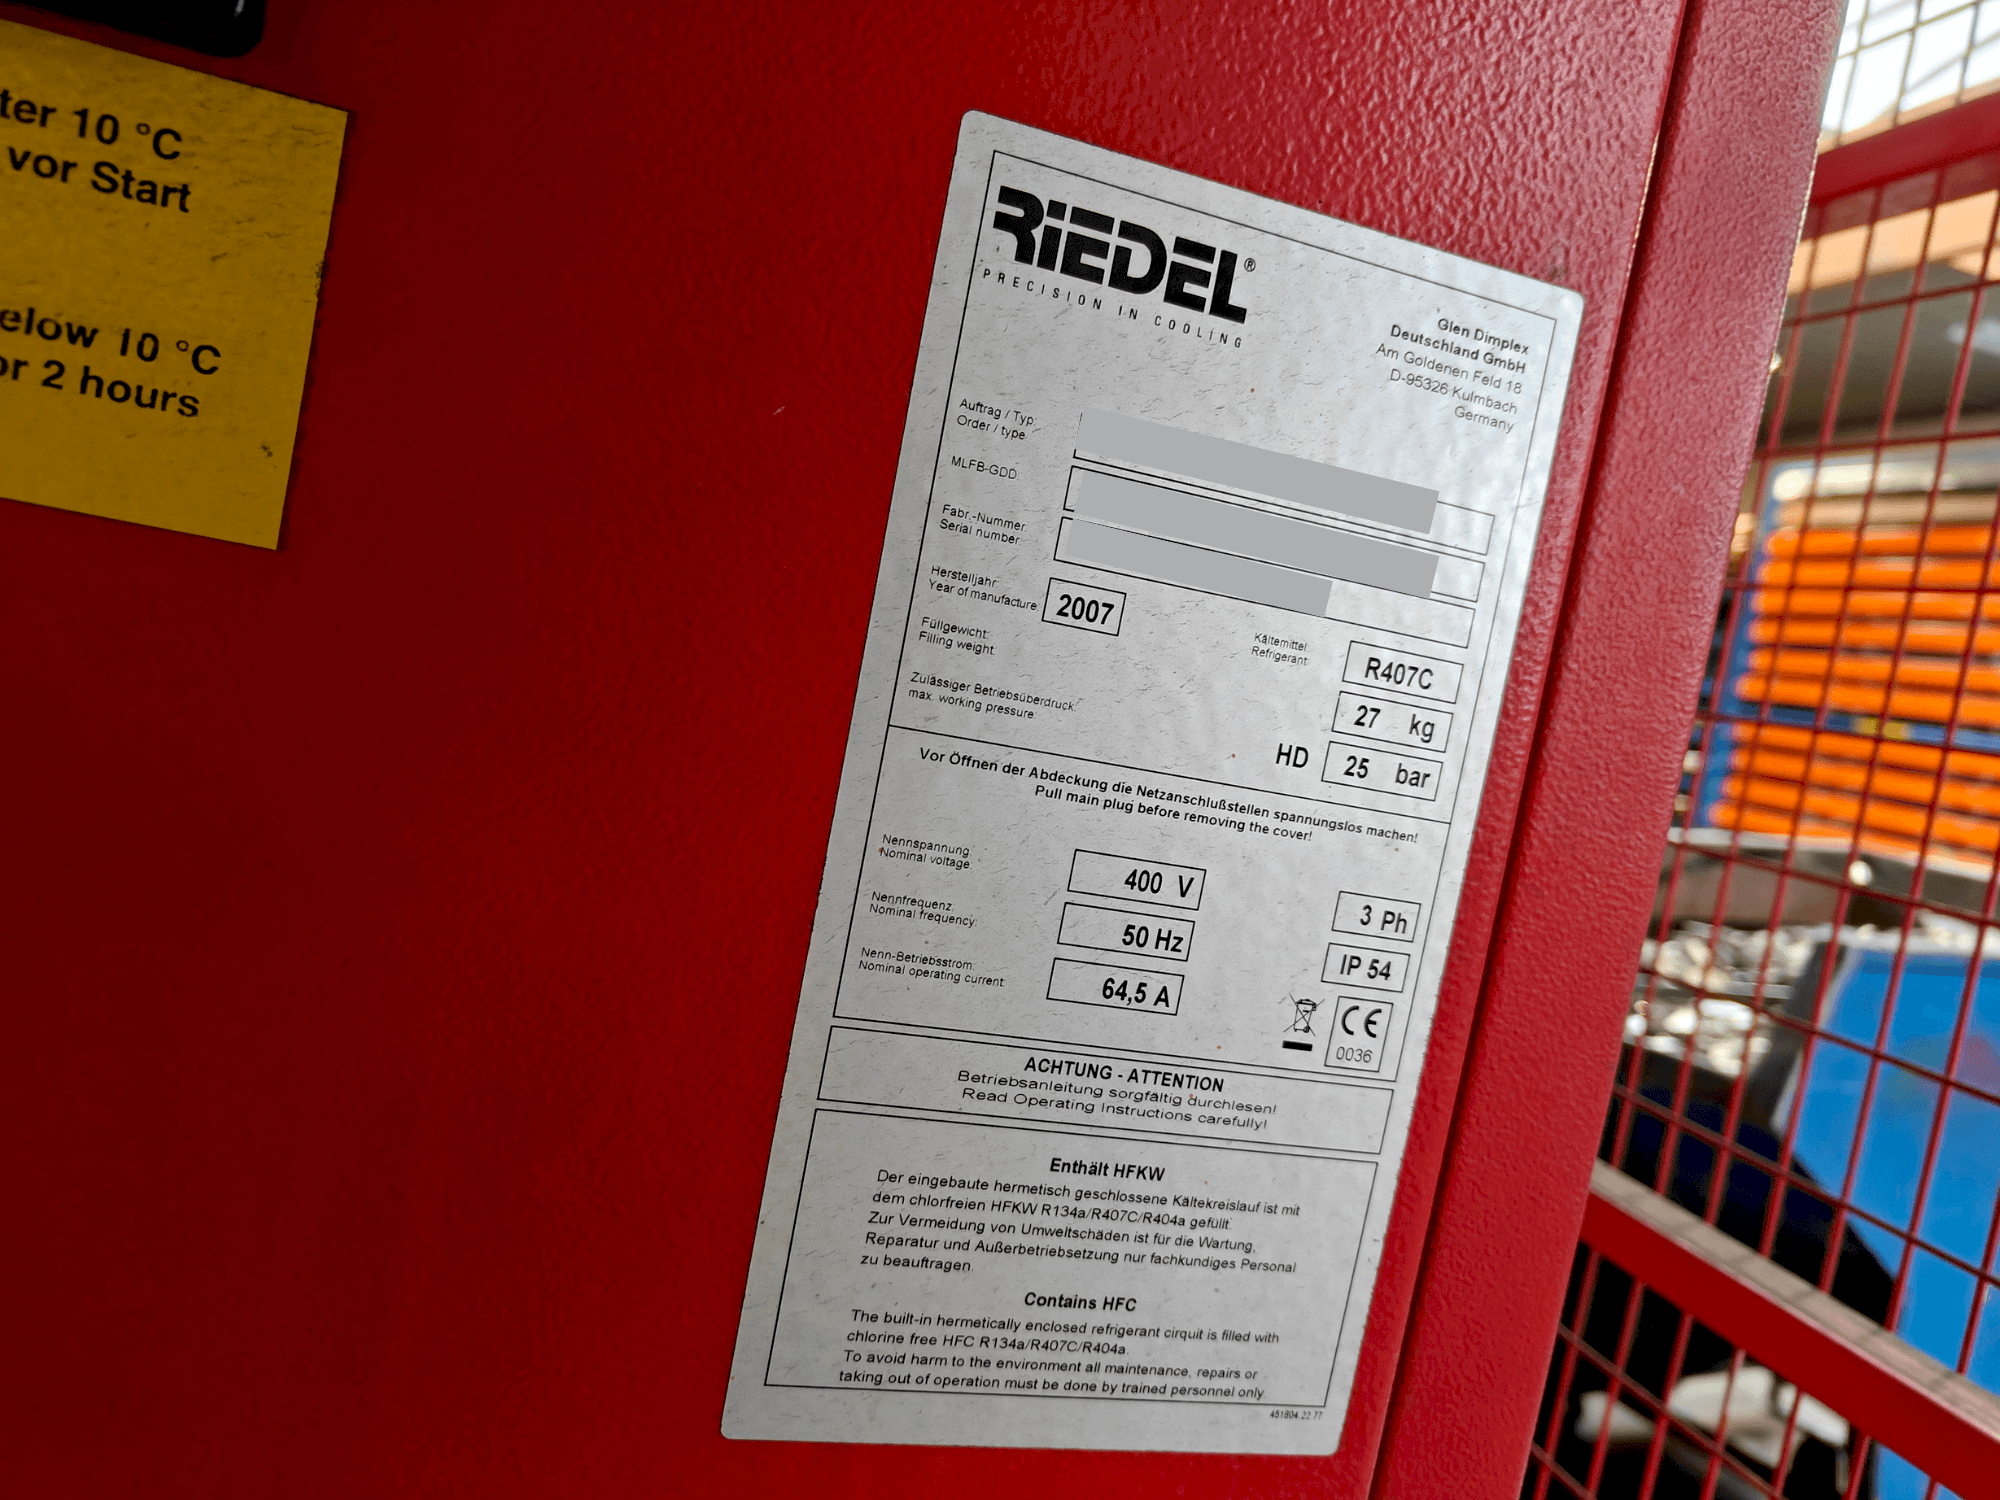 ter 10 °C
vor Start
elow 10 °C
or 2 hours
RIEDEL®
PRECISION IN COOLING
Glen Dimplex
Deutschland GmbH
Am Goldenen Feld 18
D-95326 Kulmbach
Germany
Auftrag / Typ:
Order / type
MLFB-GDD
Fabr.-Nummer:
Serial number:
Herstelljahr:
Year of manufacture:
2007
Kältemittel:
Refrigerant:
R407C
Füllgewicht:
Filling weight:
27 kg
Zulässiger Betriebsüberdruck:
max. working pressure:
HD 25 bar
Vor Öffnen der Abdeckung die Netzanschlußstellen spannungslos machen!
Pull main plug before removing the cover!
Nennspannung:
Nominal voltage:
400 V
3 Ph
Nennfrequenz:
Nominal frequency:
50 Hz
IP 54
Nenn-Betriebsstrom:
Nominal operating current:
64,5 A
CE
0036
ACHTUNG - ATTENTION
Betriebsanleitung sorgfältig durchlesen!
Read Operating Instructions carefully!
Enthält HFKW
Der eingebaute hermetisch geschlossene Kältekreislauf ist mit
dem chlorfreien HFKW R134a/R407C/R404a gefüllt.
Zur Vermeidung von Umweltschäden ist für die Wartung,
Reparatur und Außerbetriebsetzung nur fachkundiges Personal
zu beauftragen.
Contains HFC
The built-in hermetically enclosed refrigerant cirquit is filled with
chlorine free HFC R134a/R407C/R404a.
To avoid harm to the environment all maintenance, repairs or
taking out of operation must be done by trained personnel only.
451804.22.77